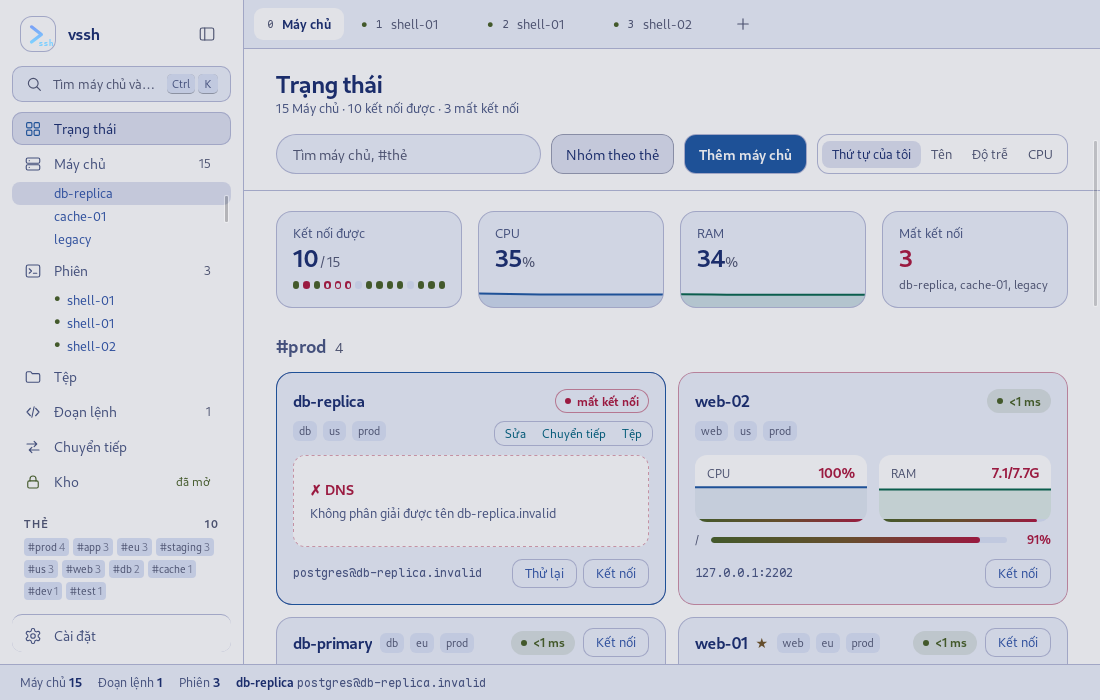 ssh
vssh
Tìm máy chủ và… Ctrl K
Trạng thái
Máy chủ 15
db-replica
cache-01
legacy
Phiên 3
shell-01
shell-01
shell-02
Tệp
Đoạn lệnh 1
Chuyển tiếp
Kho đã mở
THẺ 10
#prod 4 #app 3 #eu 3 #staging 3
#us 3 #web 3 #db 2 #cache 1
#dev 1 #test 1
Cài đặt
0 Máy chủ • 1 shell-01 • 2 shell-01 • 3 shell-02 +
Trạng thái
15 Máy chủ · 10 kết nối được · 3 mất kết nối
Tìm máy chủ, #thẻ Nhóm theo thẻ Thêm máy chủ Thứ tự của tôi Tên Độ trễ CPU
Kết nối được
10 / 15
CPU
35%
RAM
34%
Mất kết nối
3
db-replica, cache-01, legacy
#prod 4
db-replica • mất kết nối
db us prod Sửa Chuyển tiếp Tệp
✗ DNS
Không phân giải được tên db-replica.invalid
postgres@db-replica.invalid Thử lại Kết nối
web-02 • <1 ms
web us prod
CPU 100% RAM 7.1/7.7G
/ 91%
127.0.0.1:2202 Kết nối
db-primary db eu prod • <1 ms Kết nối
web-01 ★ web eu prod • <1 ms Kết nối
Máy chủ 15 Đoạn lệnh 1 Phiên 3 db-replica postgres@db-replica.invalid